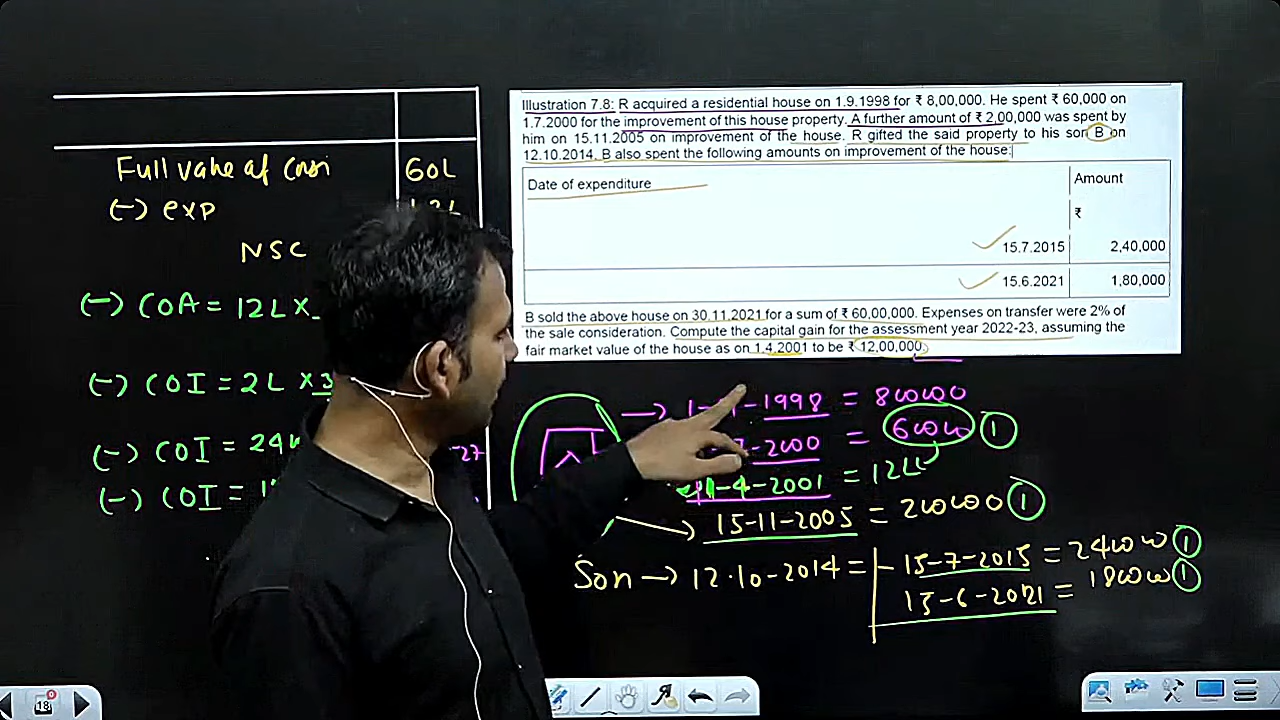 Full value of Consi 60L
(-) exp 1.2L
NSC
(-) COA = 12L X
(-) COI = 2L X 3
(-) COI = 24
-27
(-) COI = 1
Illustration 7.8: R acquired a residential house on 1.9.1998 for ₹ 8,00,000. He spent ₹ 60,000 on
1.7.2000 for the improvement of this house property. A further amount of ₹ 2,00,000 was spent by
him on 15.11.2005 on improvement of the house. R gifted the said property to his son B on
12.10.2014. B also spent the following amounts on improvement of the house:
Date of expenditure Amount
₹
15.7.2015 2,40,000
15.6.2021 1,80,000
B sold the above house on 30.11.2021 for a sum of ₹ 60,00,000. Expenses on transfer were 2% of
the sale consideration. Compute the capital gain for the assessment year 2022-23, assuming the
fair market value of the house as on 1.4.2001 to be ₹ 12,00,000.
-1998 = 800000
-2000 = 60000 1
1-4-2001 = 12L
15-11-2005 = 200000 1
Son → 12.10-2014 = - 15-7-2015 = 240000 1
15-6-2021 = 180000 1
18